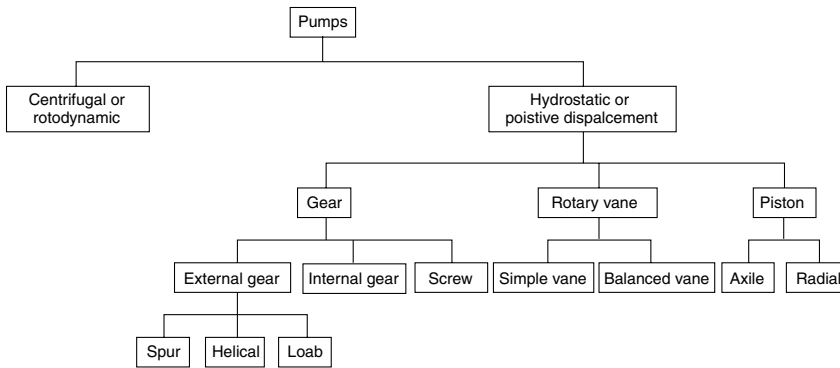 Pumps
Centrifugal or
rotodynamic
Hydrostatic or
poistive dispalcement
Gear
Rotary vane
Piston
External gear
Internal gear
Screw
Simple vane
Balanced vane
Axile
Radial
Spur
Helical
Loab